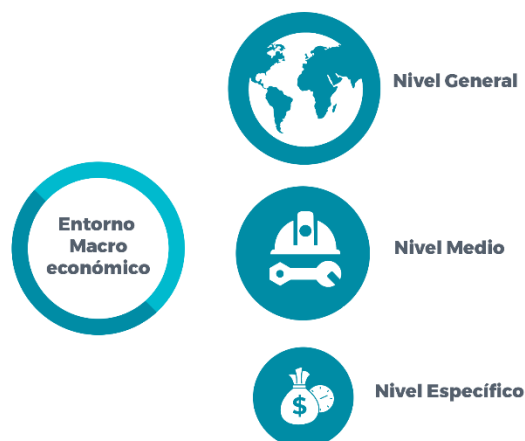 Nivel General
Entorno
Macro
económico
Nivel Medio
$
Nivel Específico